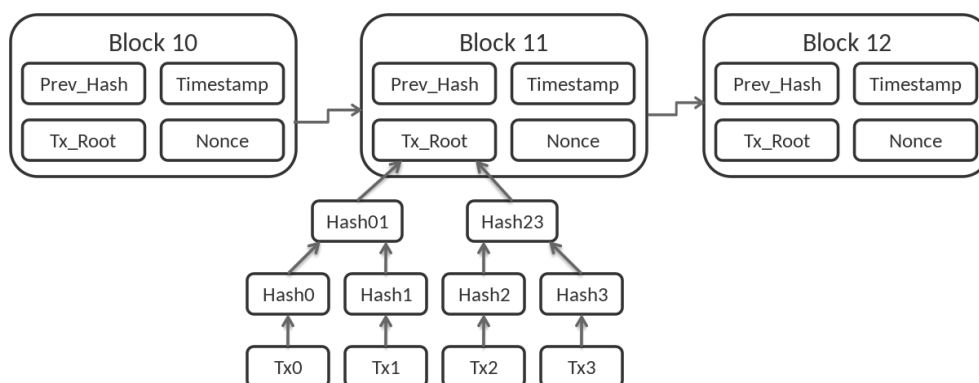 Block 10
Block 11
Block 12
Prev_Hash Timestamp
Prev_Hash Timestamp
Prev_Hash Timestamp
Tx_Root Nonce
Tx_Root Nonce
Tx_Root Nonce
Hash01 Hash23
Hash0 Hash1 Hash2 Hash3
Tx0 Tx1 Tx2 Tx3